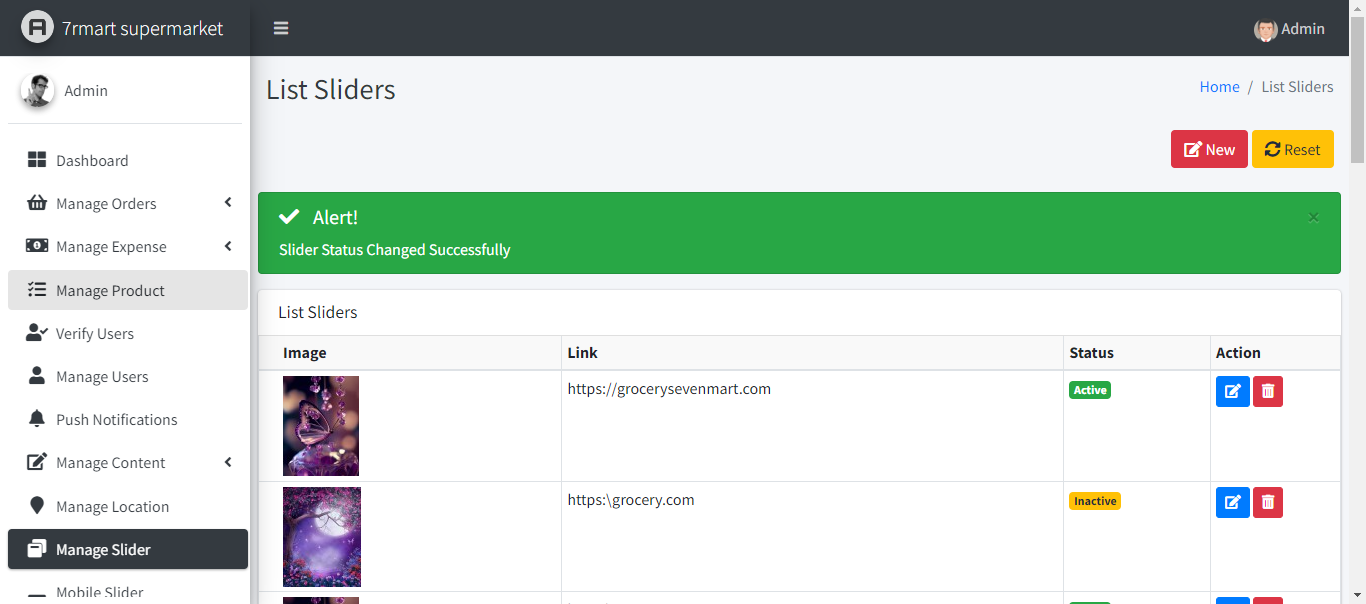 7rmart supermarket
Admin
Admin
List Sliders
Home / List Sliders
New
Reset
Alert!
×
Slider Status Changed Successfully
Dashboard
Manage Orders
Manage Expense
Manage Product
Verify Users
Manage Users
Push Notifications
Manage Content
Manage Location
Manage Slider
Mobile Slider
List Sliders
Image Link Status Action
https://grocerysevenmart.com Active
https:\grocery.com Inactive